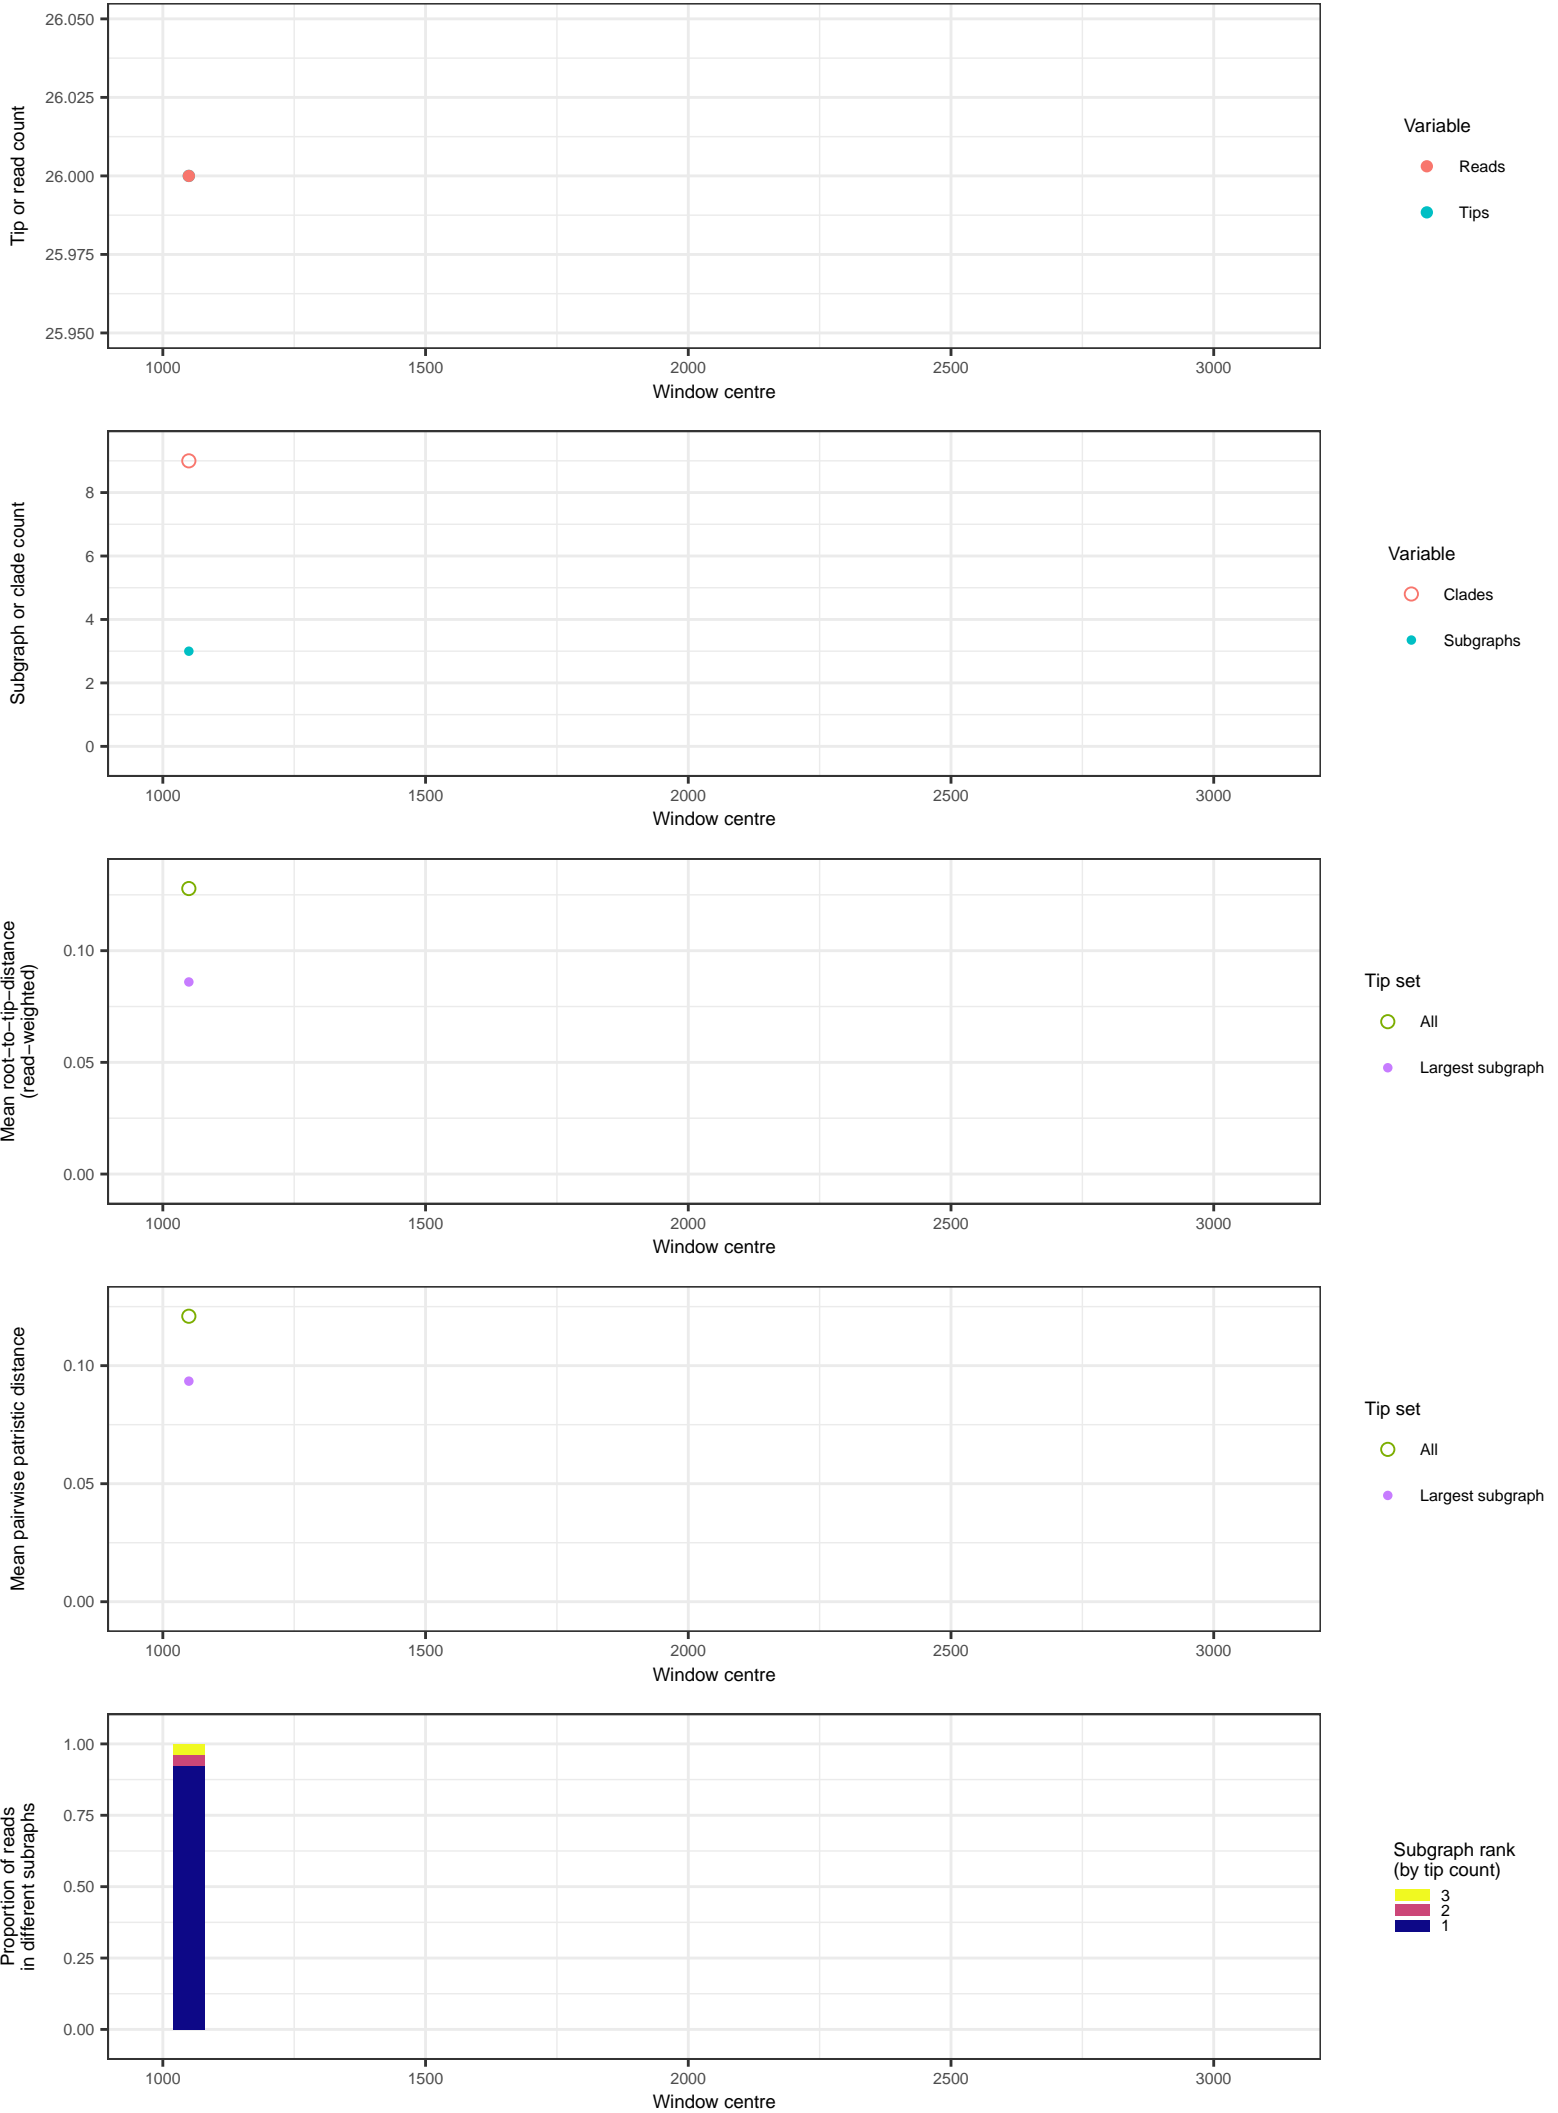 26.050
26.025
26.000
25.975
25.950
Tip or read count
1000 1500 2000 2500 3000
Window centre
Variable
Reads
Tips
8
6
4
2
0
Subgraph or clade count
1000 1500 2000 2500 3000
Window centre
Variable
Clades
Subgraphs
0.10
0.05
0.00
Mean root−to−tip−distance
(read−weighted)
1000 1500 2000 2500 3000
Window centre
Tip set
All
Largest subgraph
0.10
0.05
0.00
Mean pairwise patristic distance
1000 1500 2000 2500 3000
Window centre
Tip set
All
Largest subgraph
1.00
0.75
0.50
0.25
0.00
Proportion of reads
in different subraphs
1000 1500 2000 2500 3000
Window centre
Subgraph rank
(by tip count)
3
2
1